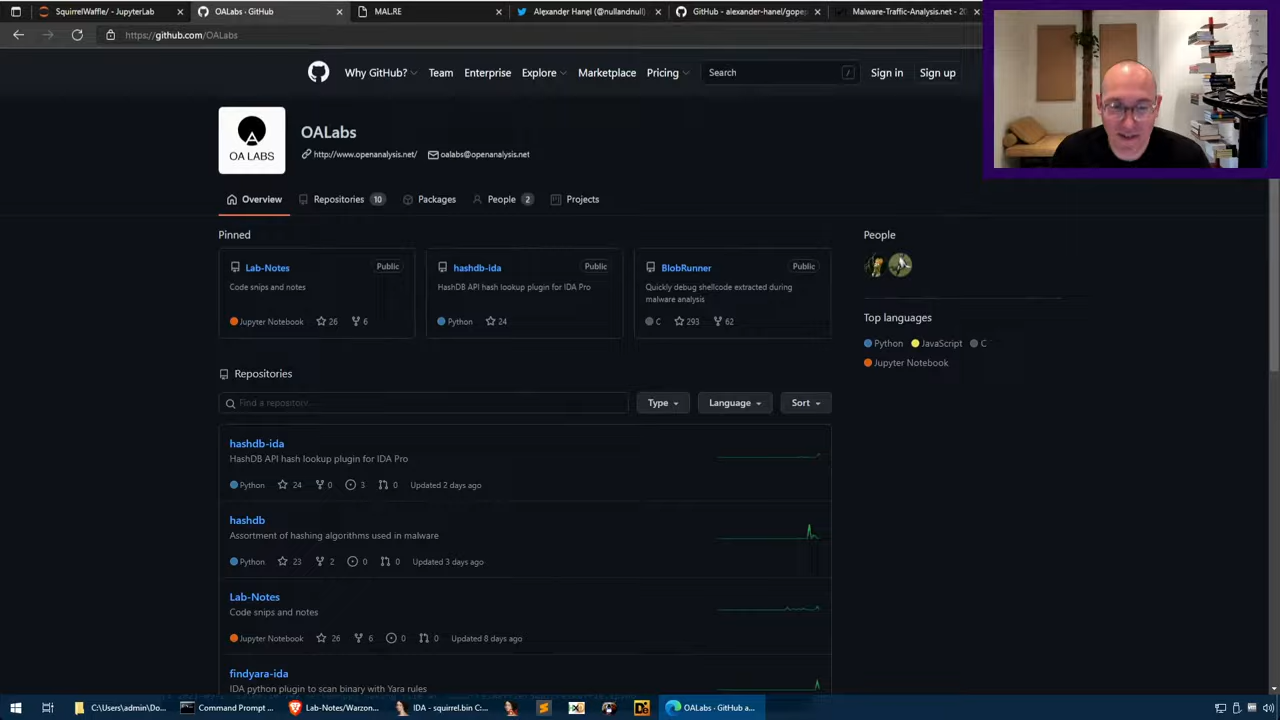 SquirrelWaffle/ - JupyterLab
OALabs · GitHub
MAL.RE
Alexander Hanel (@nullandnull)
GitHub - alexander-hanel/gopep
Malware-Traffic-Analysis.net - 20
https://github.com/OALabs
Why GitHub?
Team
Enterprise
Explore
Marketplace
Pricing
Search
/
Sign in
Sign up
OA LABS
OALabs
http://www.openanalysis.net/
oalabs@openanalysis.net
Overview
Repositories 10
Packages
People 2
Projects
Pinned
Lab-Notes
Public
Code snips and notes
Jupyter Notebook 26 6
hashdb-ida
Public
HashDB API hash lookup plugin for IDA Pro
Python 24
BlobRunner
Public
Quickly debug shellcode extracted during
malware analysis
C 293 62
People
Top languages
Python JavaScript C
Jupyter Notebook
Repositories
Find a repository…
Type
Language
Sort
hashdb-ida
HashDB API hash lookup plugin for IDA Pro
Python 24 0 3 0 Updated 2 days ago
hashdb
Assortment of hashing algorithms used in malware
Python 23 2 0 0 Updated 3 days ago
Lab-Notes
Code snips and notes
Jupyter Notebook 26 6 0 0 Updated 8 days ago
findyara-ida
IDA python plugin to scan binary with Yara rules
C:\Users\admin\Do...
Command Prompt ...
Lab-Notes/Warzon...
IDA - squirrel.bin C:...
OALabs · GitHub a...